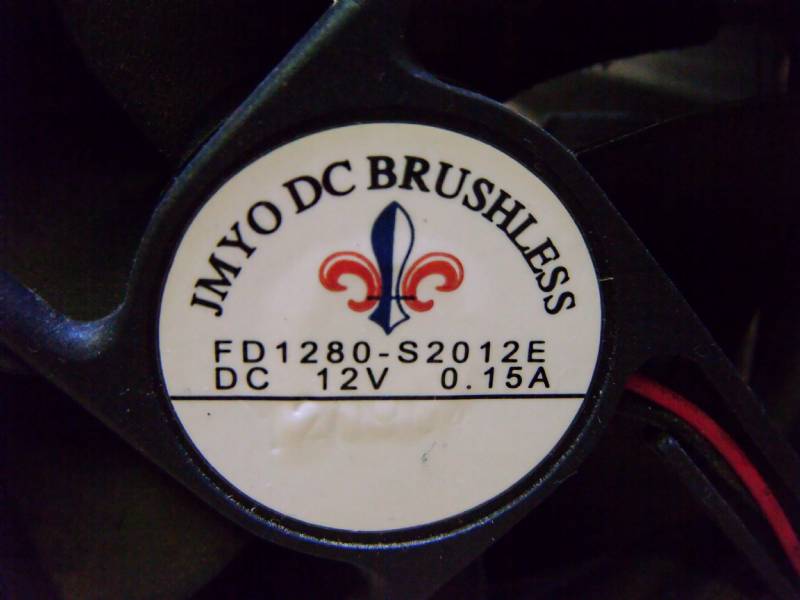 JMYO DC BRUSHLESS
FD1280-S2012E
DC 12V 0.15A